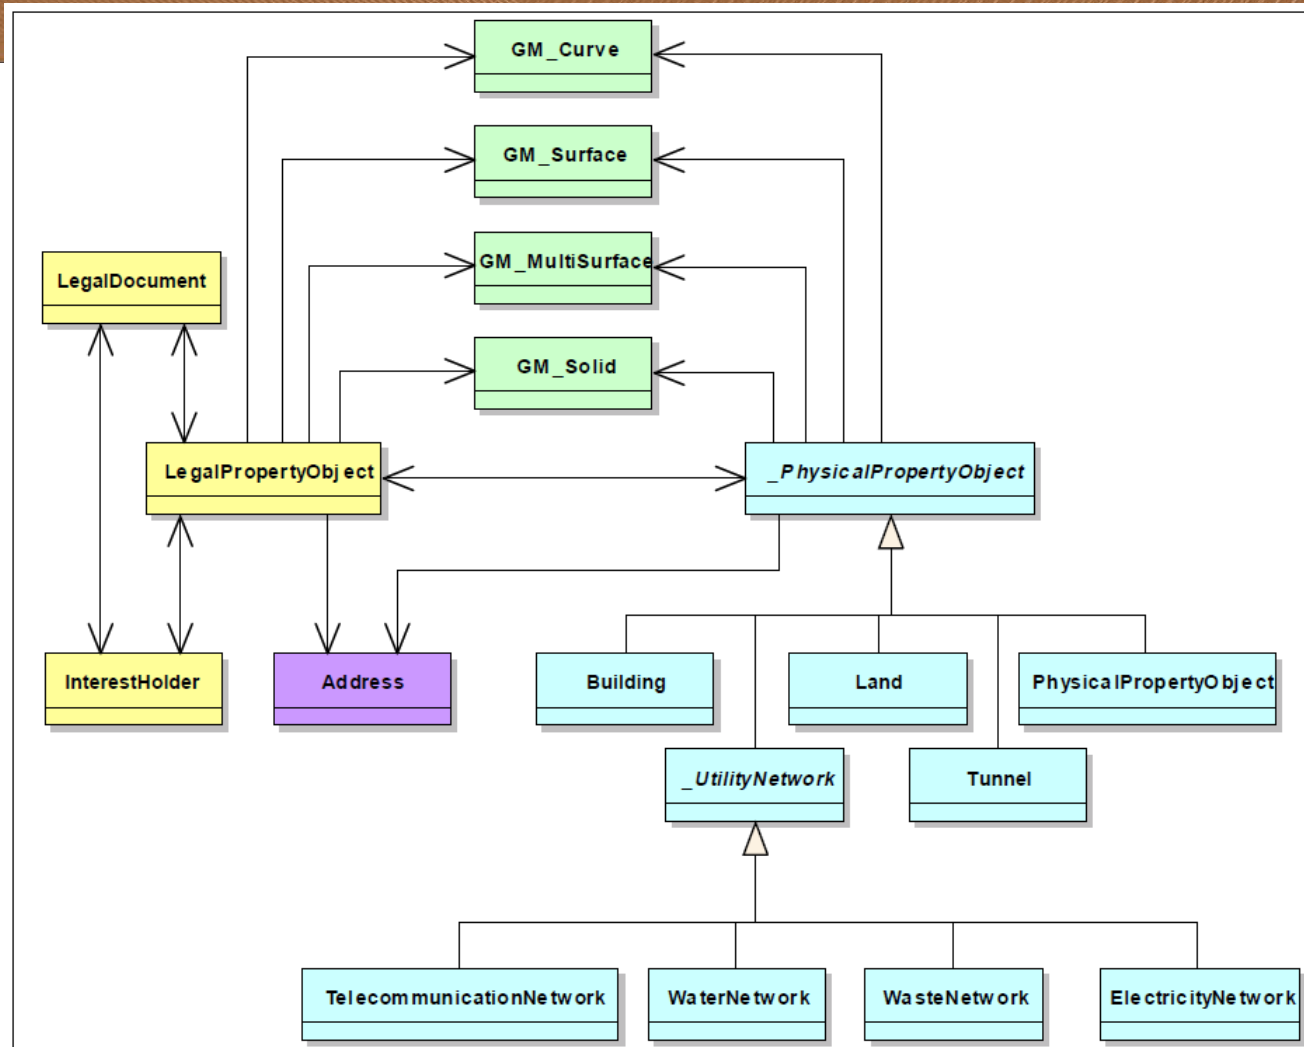 GM_Curve
GM_Surface
GM_MultiSurface
LegalDocument
GM_Solid
LegalPropertyObject
_PhysicalPropertyObject
InterestHolder
Address
Building
Land
PhysicalPropertyObject
_UtilityNetwork
Tunnel
TelecommunicationNetwork
WaterNetwork
WasteNetwork
ElectricityNetwork